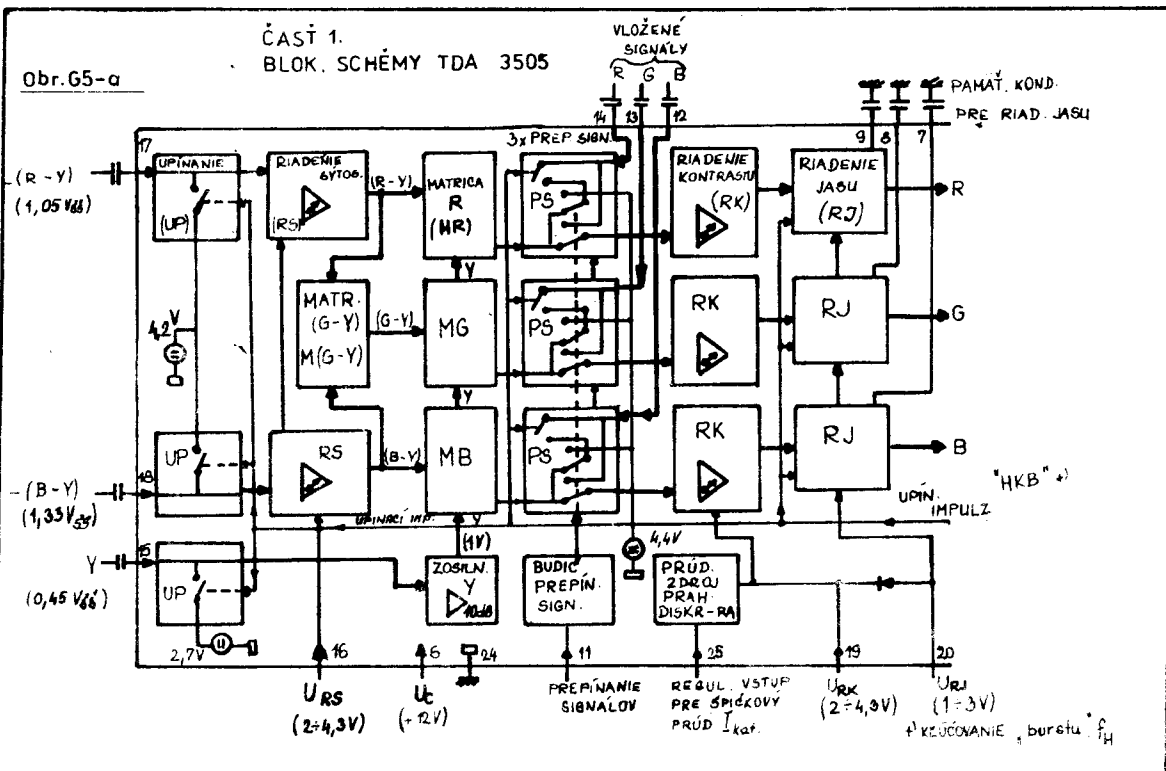 ČASŤ 1.
BLOK. SCHÉMY TDA 3505
Obr.G5-a
VLOŽENÉ
SIGNÁLY
R G B
14 13 12
PAMÄŤ. KOND.
PRE RIAD. JASU
9 8 7
17
3x PREP. SIGN.
-(R-Y)
(1,05 Všš)
UPÍNANIE
(UP)
RIADENIE
SÝTOS.
(RS)
(R-Y)
MATRICA
R
(MR)
PS
RIADENIE
KONTRASTU
(RK)
RIADENIE
JASU
(RJ)
R
Y
4,2V
MATR.
(G-Y)
M(G-Y)
(G-Y)
MG
PS
RK
RJ
G
Y
UP
18
-(B-Y)
(1,33 Všš)
RS
(B-Y)
MB
PS
RK
RJ
B
"HKB" +)
UPÍN.
IMPULZ
UPINACÍ IMP.
Y
(1V)
4,4V
15
Y
(0,45 Všš)
UP
2,7V
ZOSILN.
Y
10dB
BUDIČ
PREPÍN.
SIGN.
PRÚD.
ZDROJ
PRAH.
DISKR-RA
16 6 24 11 25 19 20
URS
(2÷4,3V)
UC
(+12V)
PREPÍNANIE
SIGNÁLOV
REGUL. VSTUP
PRE ŠPIČKOVÝ
PRÚD Ikat.
URK
(2÷4,3V)
URJ
(1÷3V)
+) KĽÚČOVANIE „burstu" fH